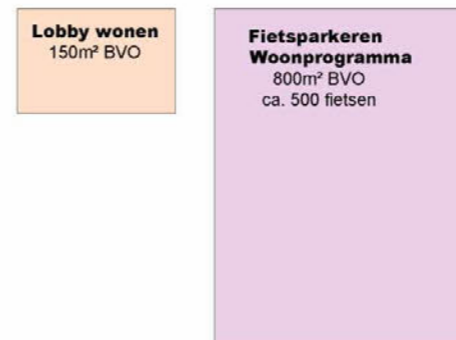 Lobby wonen
150m² BVO
Fietsparkeren
Woonprogramma
800m² BVO
ca. 500 fietsen